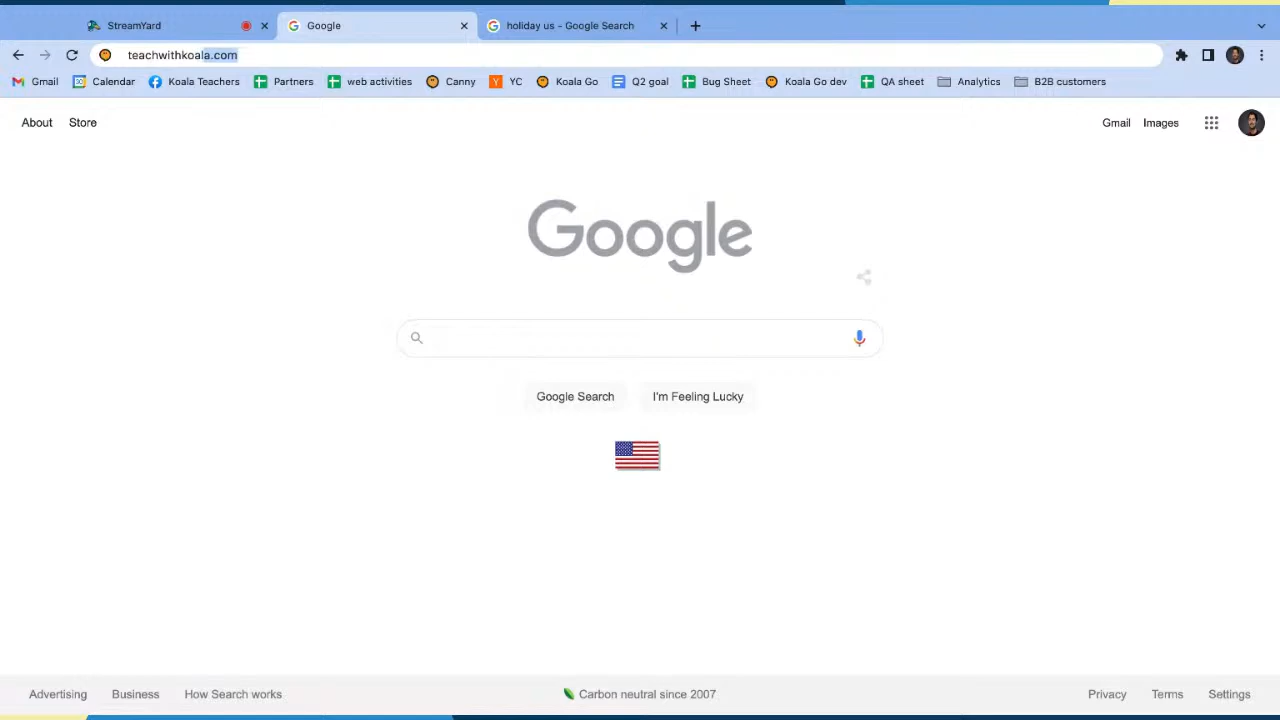 StreamYard
Google
holiday us - Google Search
teachwithkoala.com
Gmail
Calendar
Koala Teachers
Partners
web activities
Canny
YC
Koala Go
Q2 goal
Bug Sheet
Koala Go dev
QA sheet
Analytics
B2B customers
About
Store
Gmail
Images
Google
Google Search
I'm Feeling Lucky
Advertising
Business
How Search works
Carbon neutral since 2007
Privacy
Terms
Settings